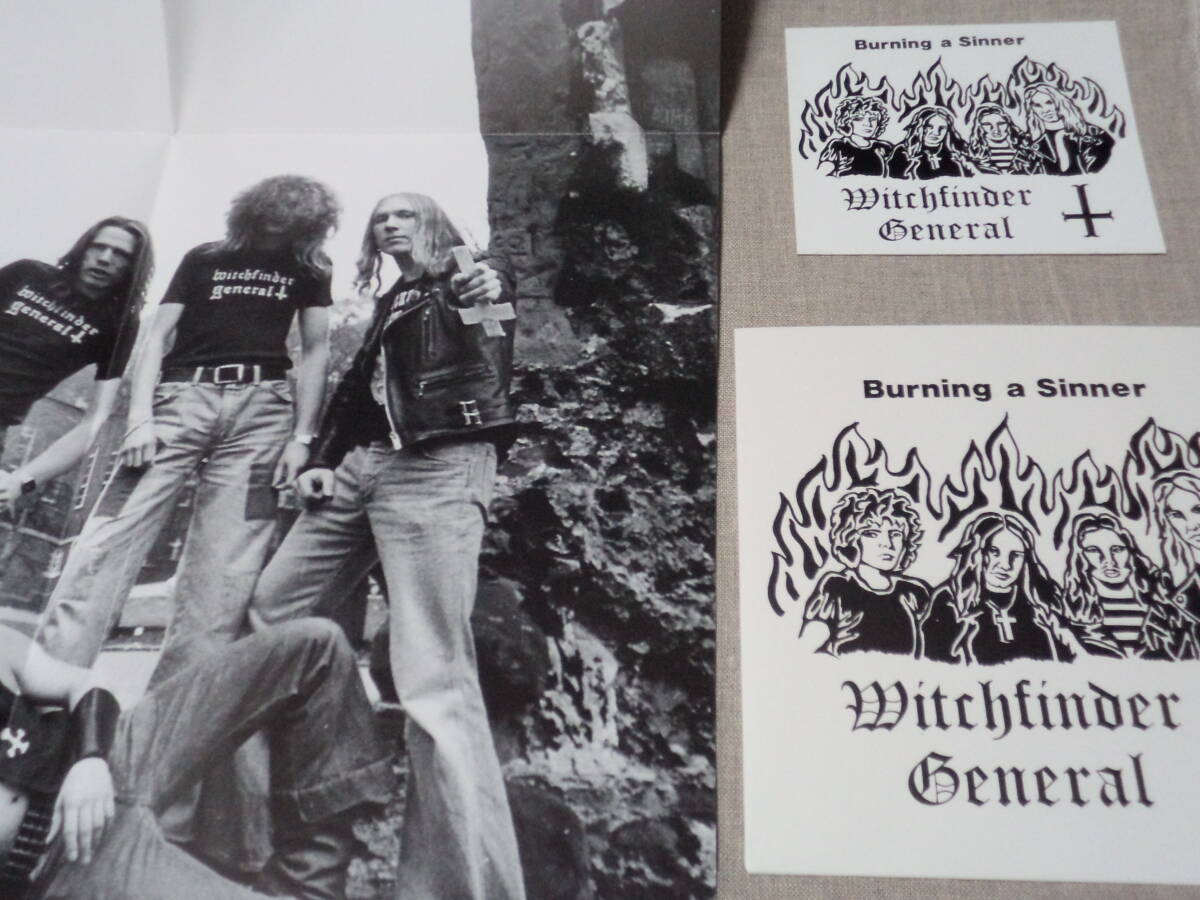 witchfinder
general
witchfinder
general
Burning a Sinner
Witchfinder
General
Burning a Sinner
Witchfinder
General